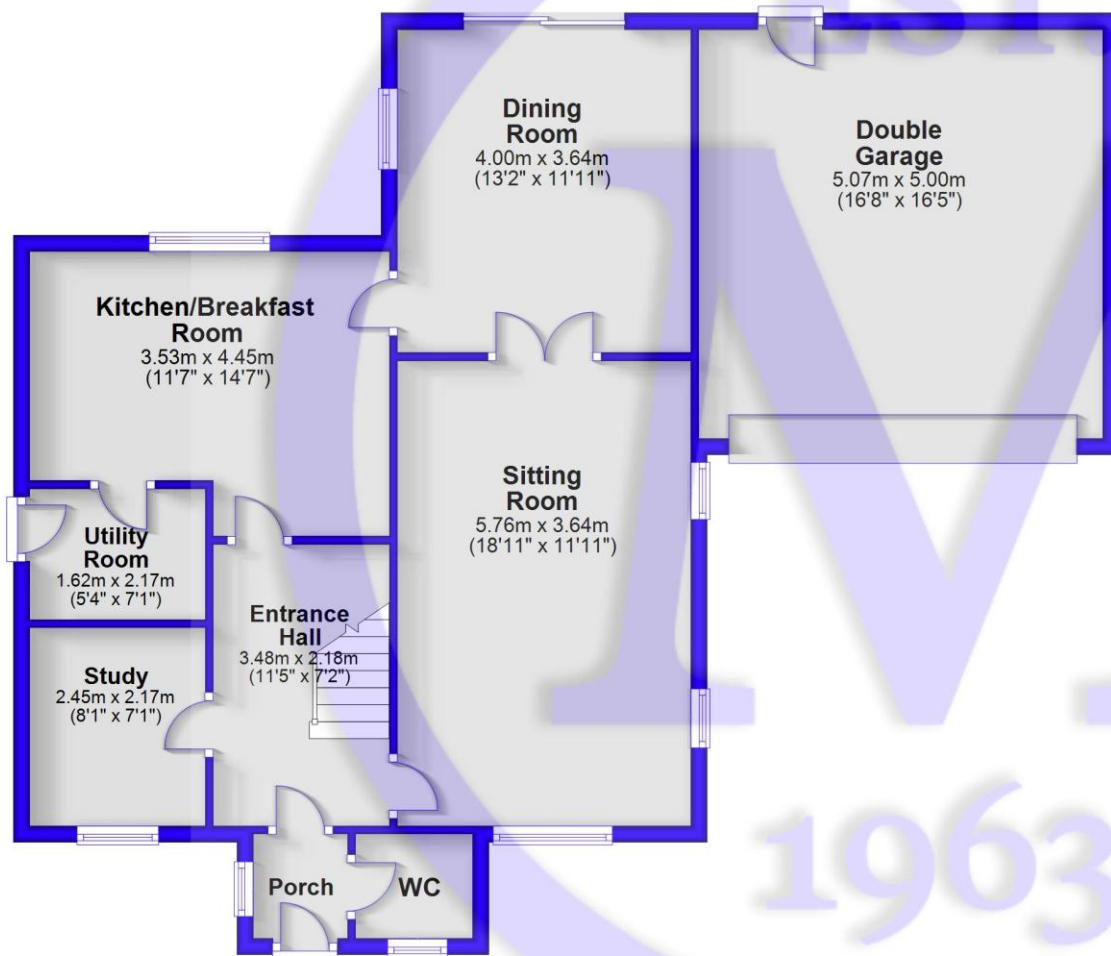 EST.
Dining
Room
4.00m x 3.64m
(13'2" x 11'11")
Double
Garage
5.07m x 5.00m
(16'8" x 16'5")
Kitchen/Breakfast
Room
3.53m x 4.45m
(11'7" x 14'7")
Sitting
Room
5.76m x 3.64m
(18'11" x 11'11")
Utility
Room
1.62m x 2.17m
(5'4" x 7'1")
Entrance
Hall
3.48m x 2.18m
(11'5" x 7'2")
Study
2.45m x 2.17m
(8'1" x 7'1")
Porch
WC
M
1963